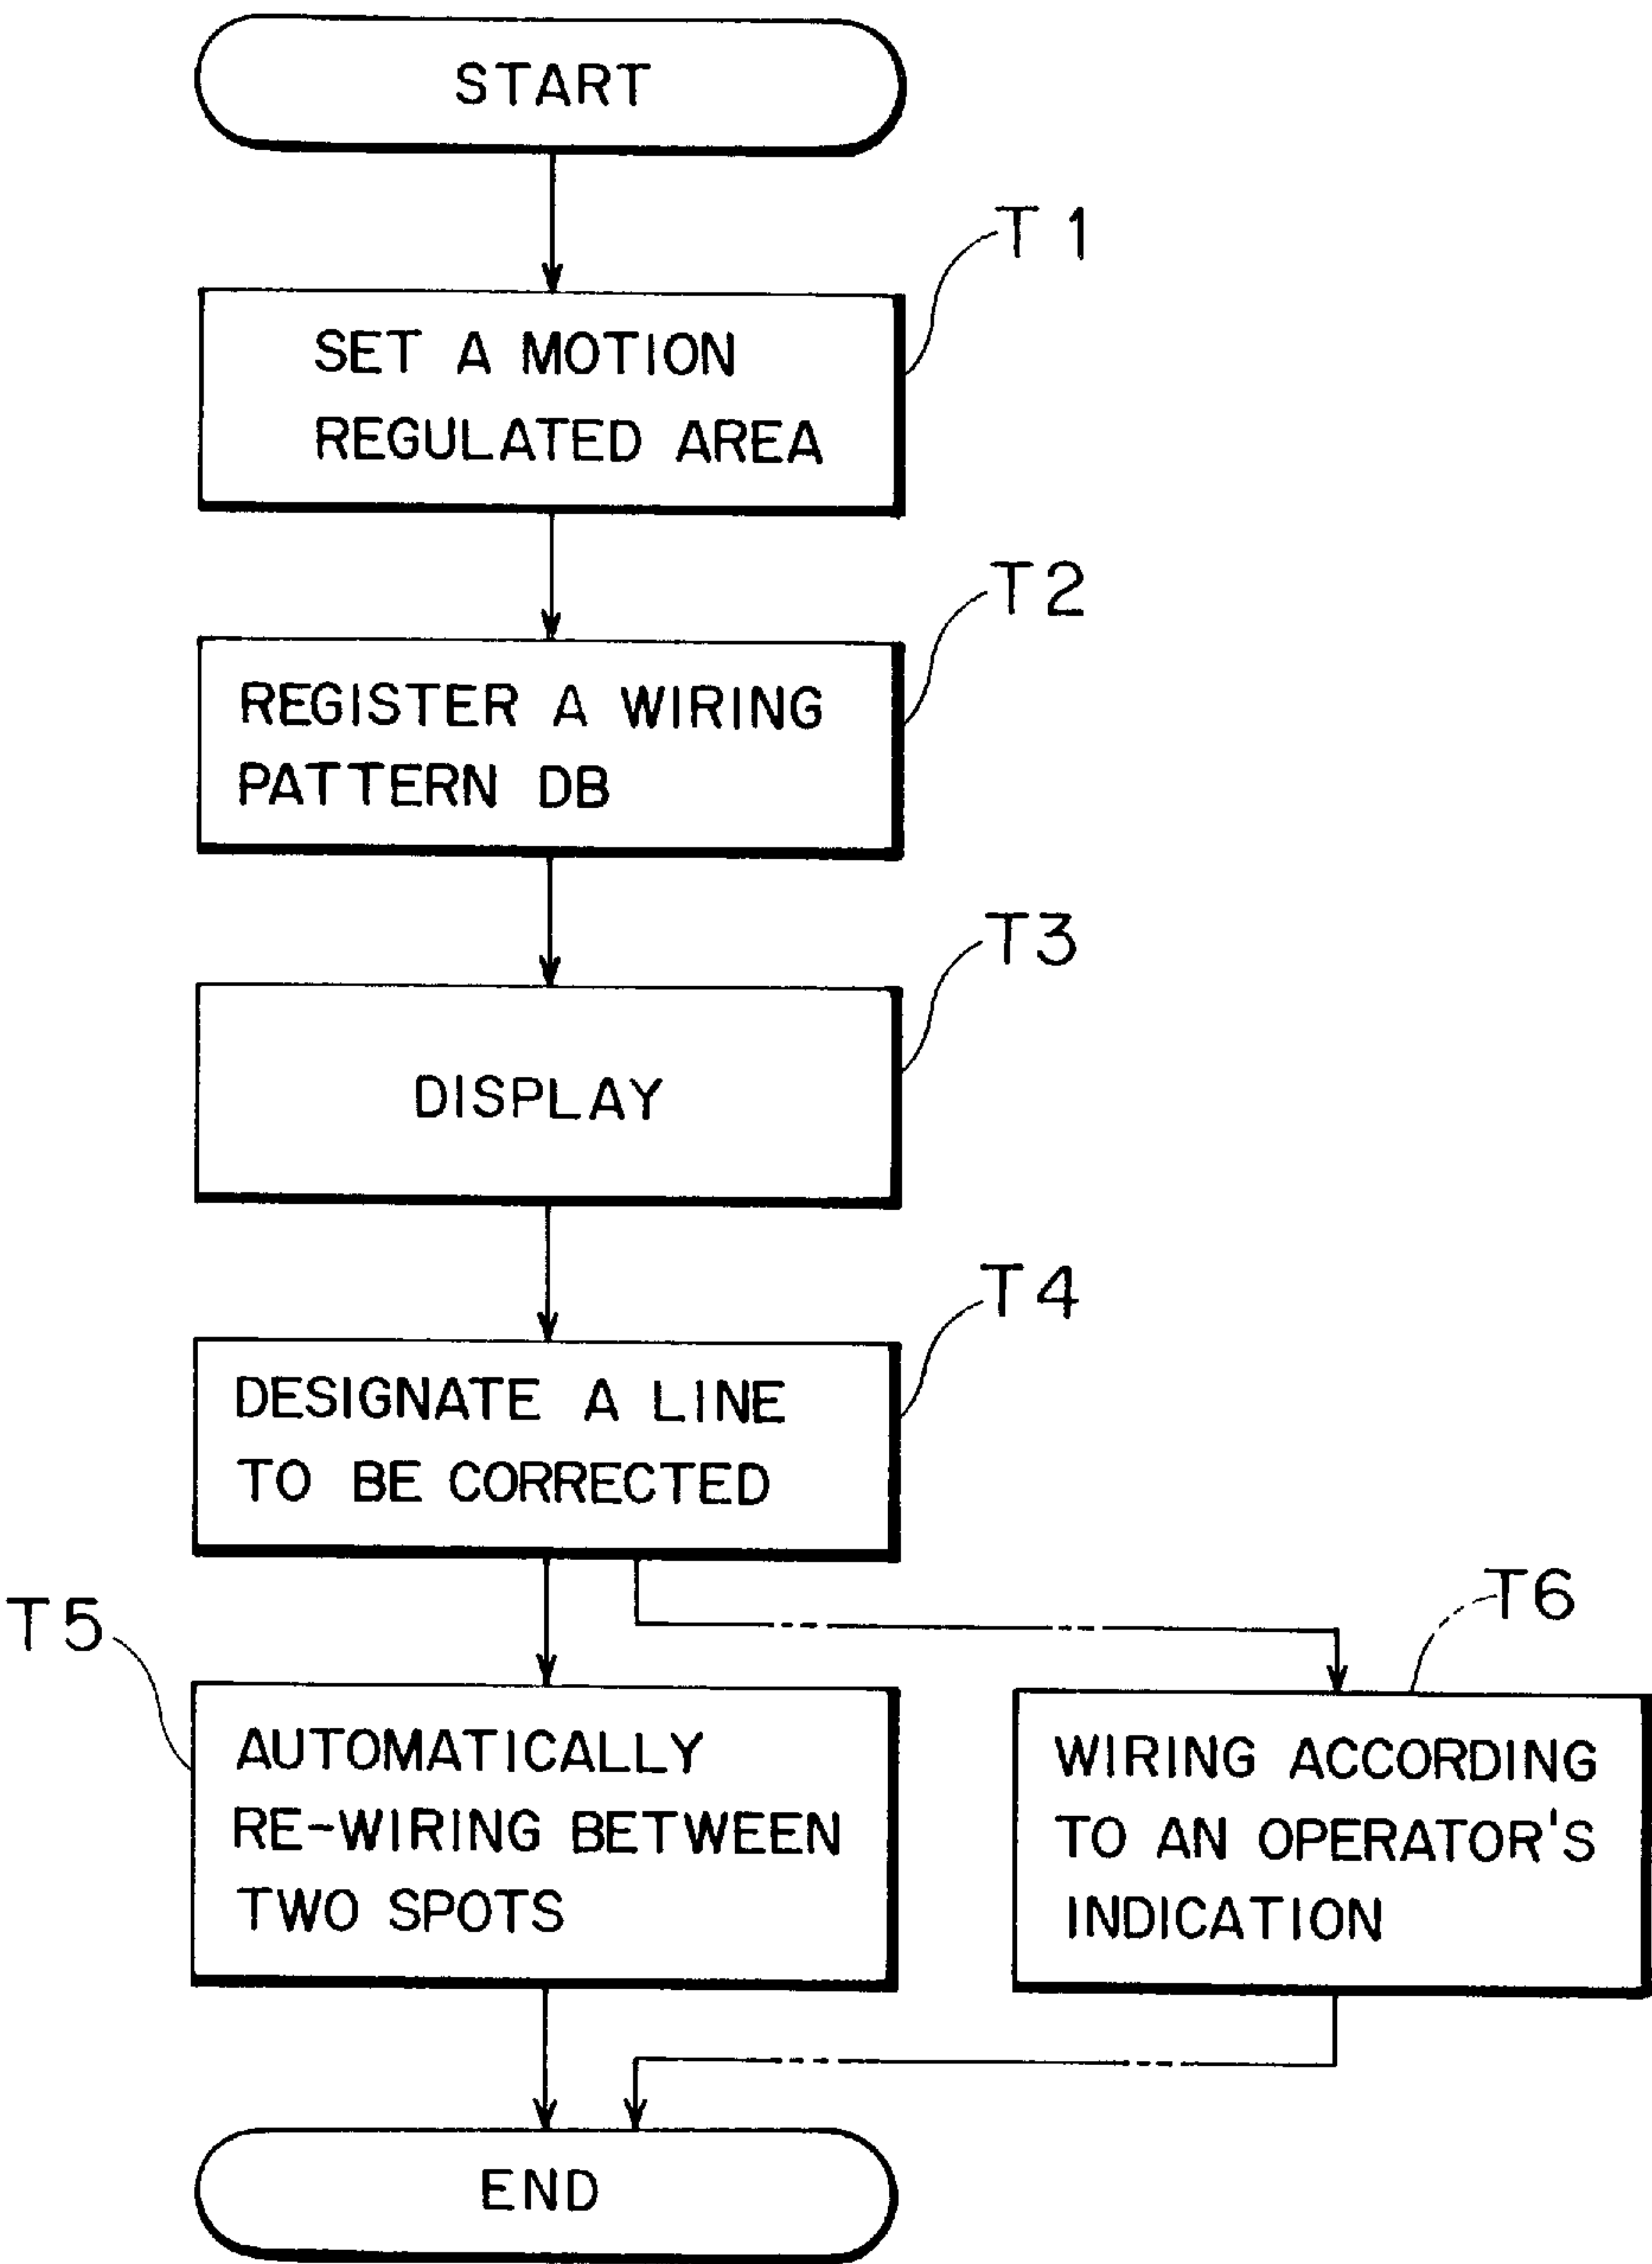 START
T1
SET A MOTION
REGULATED AREA
T2
REGISTER A WIRING
PATTERN DB
T3
DISPLAY
T4
DESIGNATE A LINE
TO BE CORRECTED
T5
AUTOMATICALLY
RE-WIRING BETWEEN
TWO SPOTS
T6
WIRING ACCORDING
TO AN OPERATOR'S
INDICATION
END